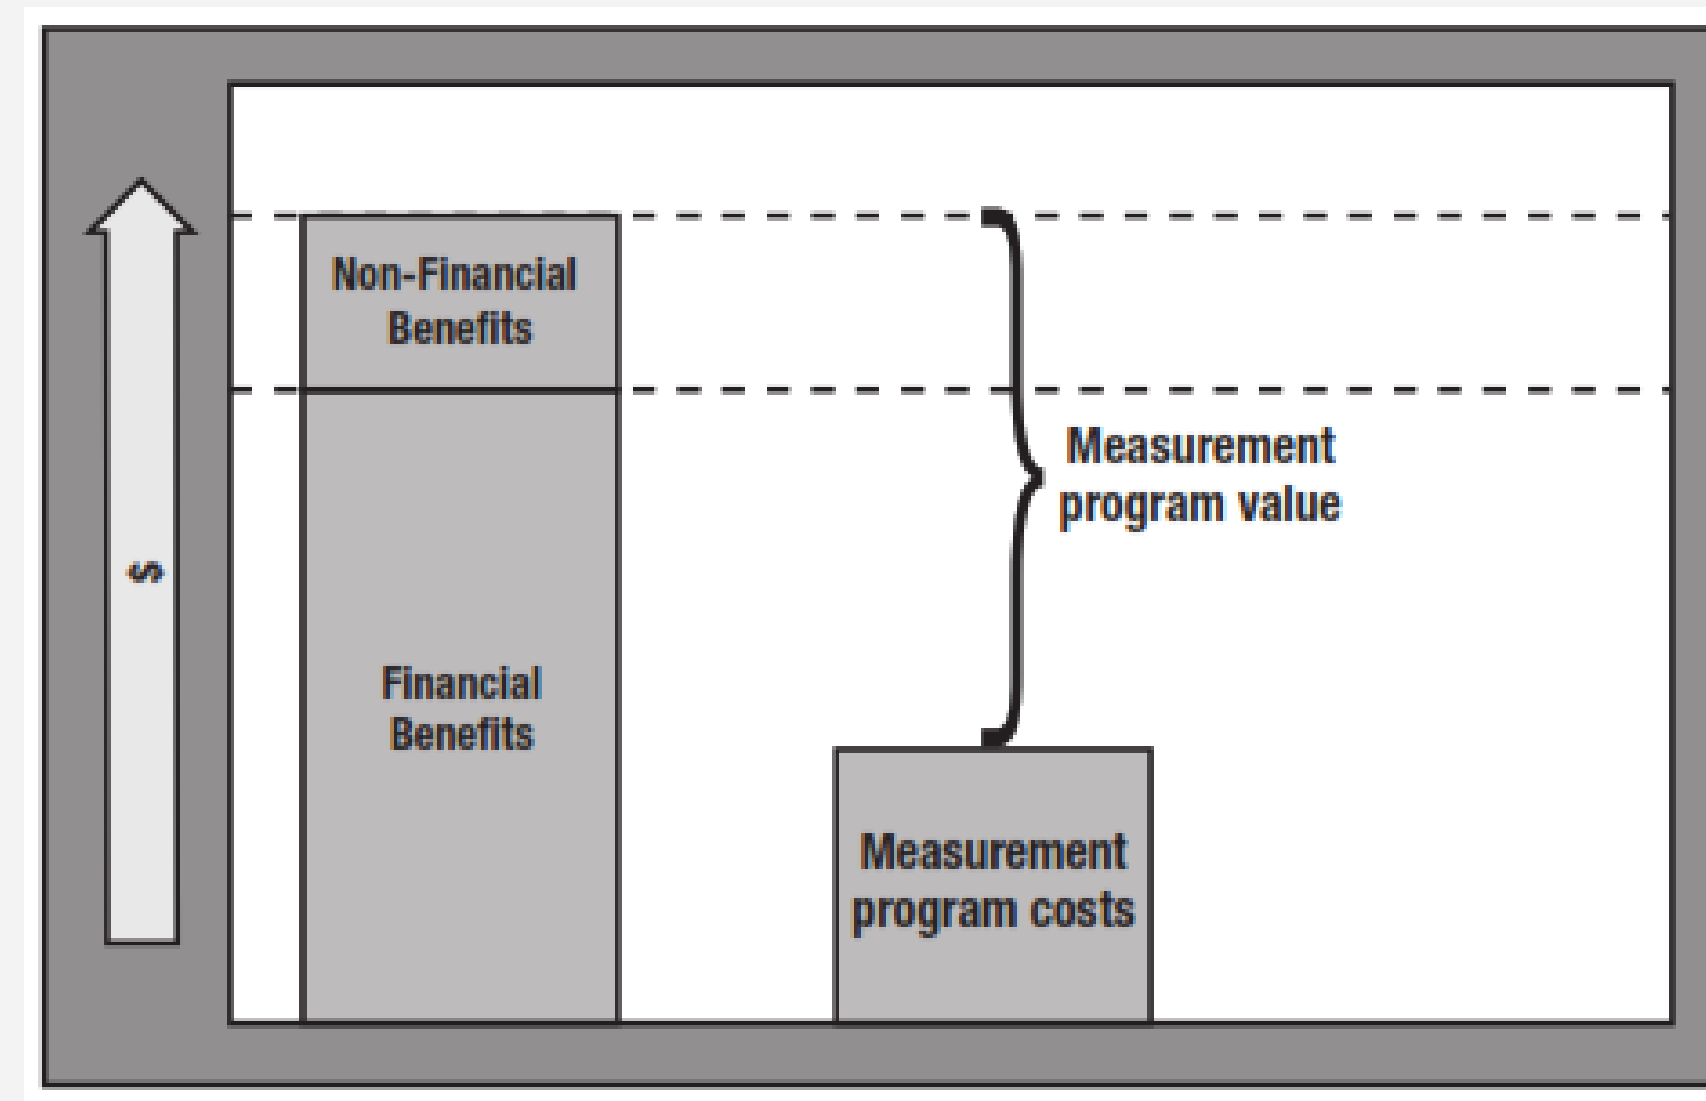 $
Non-Financial
Benefits
Financial
Benefits
Measurement
program value
Measurement
program costs